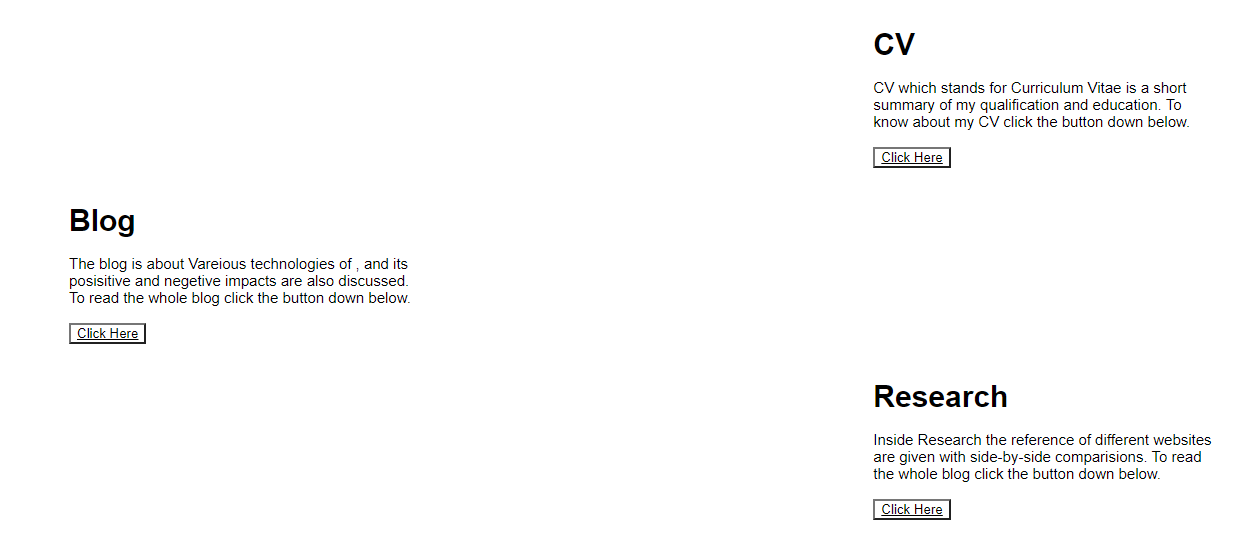 CV
CV which stands for Curriculum Vitae is a short
summary of my qualification and education. To
know about my CV click the button down below.
Click Here
Blog
The blog is about Vareious technologies of , and its
posisitive and negetive impacts are also discussed.
To read the whole blog click the button down below.
Click Here
Research
Inside Research the reference of different websites
are given with side-by-side comparisions. To read
the whole blog click the button down below.
Click Here